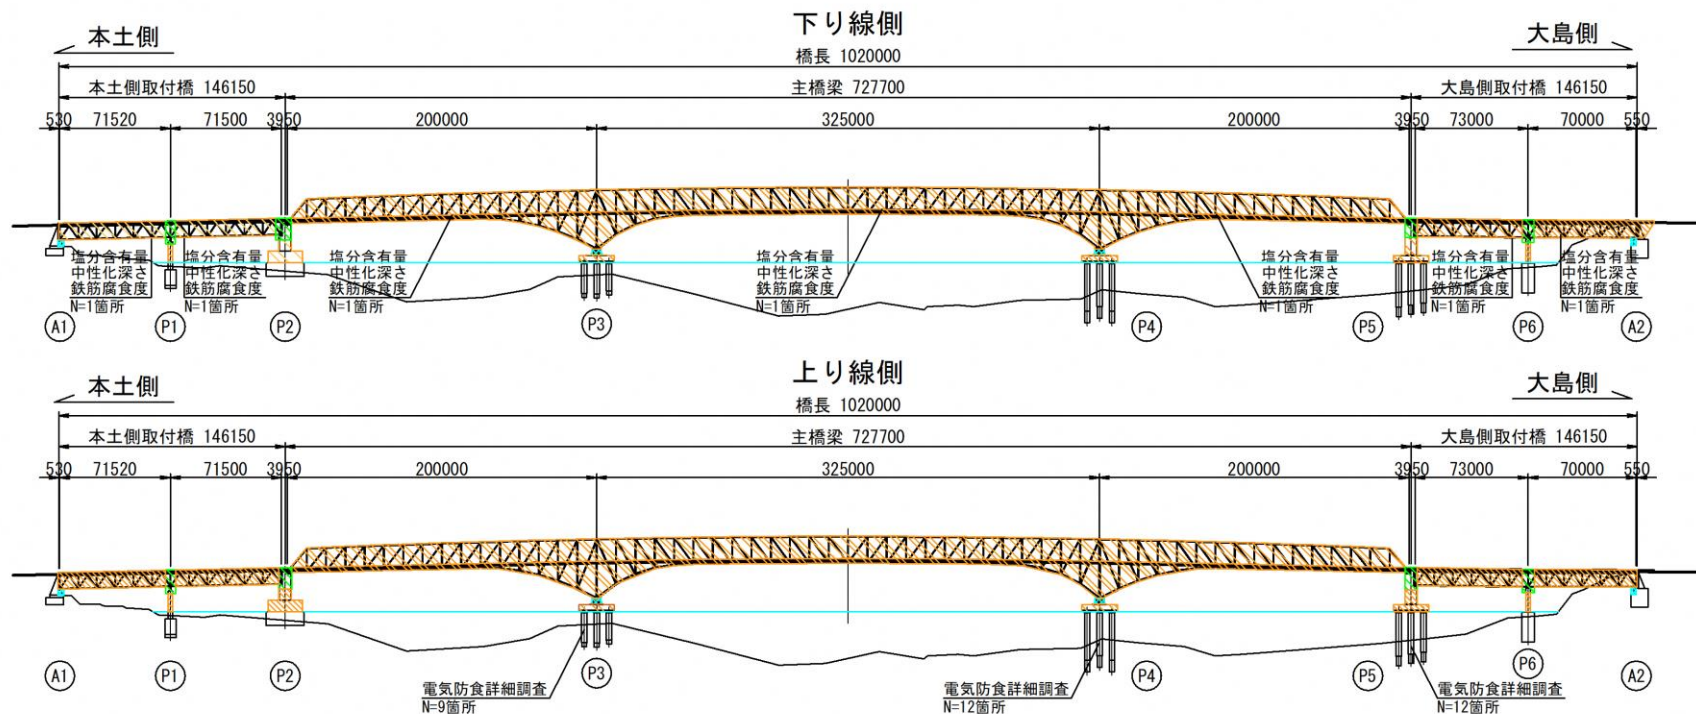 下り線側
本土側
大島側
橋長 1020000
本土側取付橋 146150
主橋梁 727700
大島側取付橋 146150
530 71520 71500 3950 200000 325000 200000 3950 73000 70000 550
塩分含有量
中性化深さ
鉄筋腐食度
N=1箇所
塩分含有量
中性化深さ
鉄筋腐食度
N=1箇所
塩分含有量
中性化深さ
鉄筋腐食度
N=1箇所
塩分含有量
中性化深さ
鉄筋腐食度
N=1箇所
塩分含有量
中性化深さ
鉄筋腐食度
N=1箇所
塩分含有量
中性化深さ
鉄筋腐食度
N=1箇所
塩分含有量
中性化深さ
鉄筋腐食度
N=1箇所
A1 P1 P2 P3 P4 P5 P6 A2
上り線側
本土側
大島側
橋長 1020000
本土側取付橋 146150
主橋梁 727700
大島側取付橋 146150
530 71520 71500 3950 200000 325000 200000 3950 73000 70000 550
A1 P1 P2 P3 P4 P5 P6 A2
電気防食詳細調査
N=9箇所
電気防食詳細調査
N=12箇所
電気防食詳細調査
N=12箇所